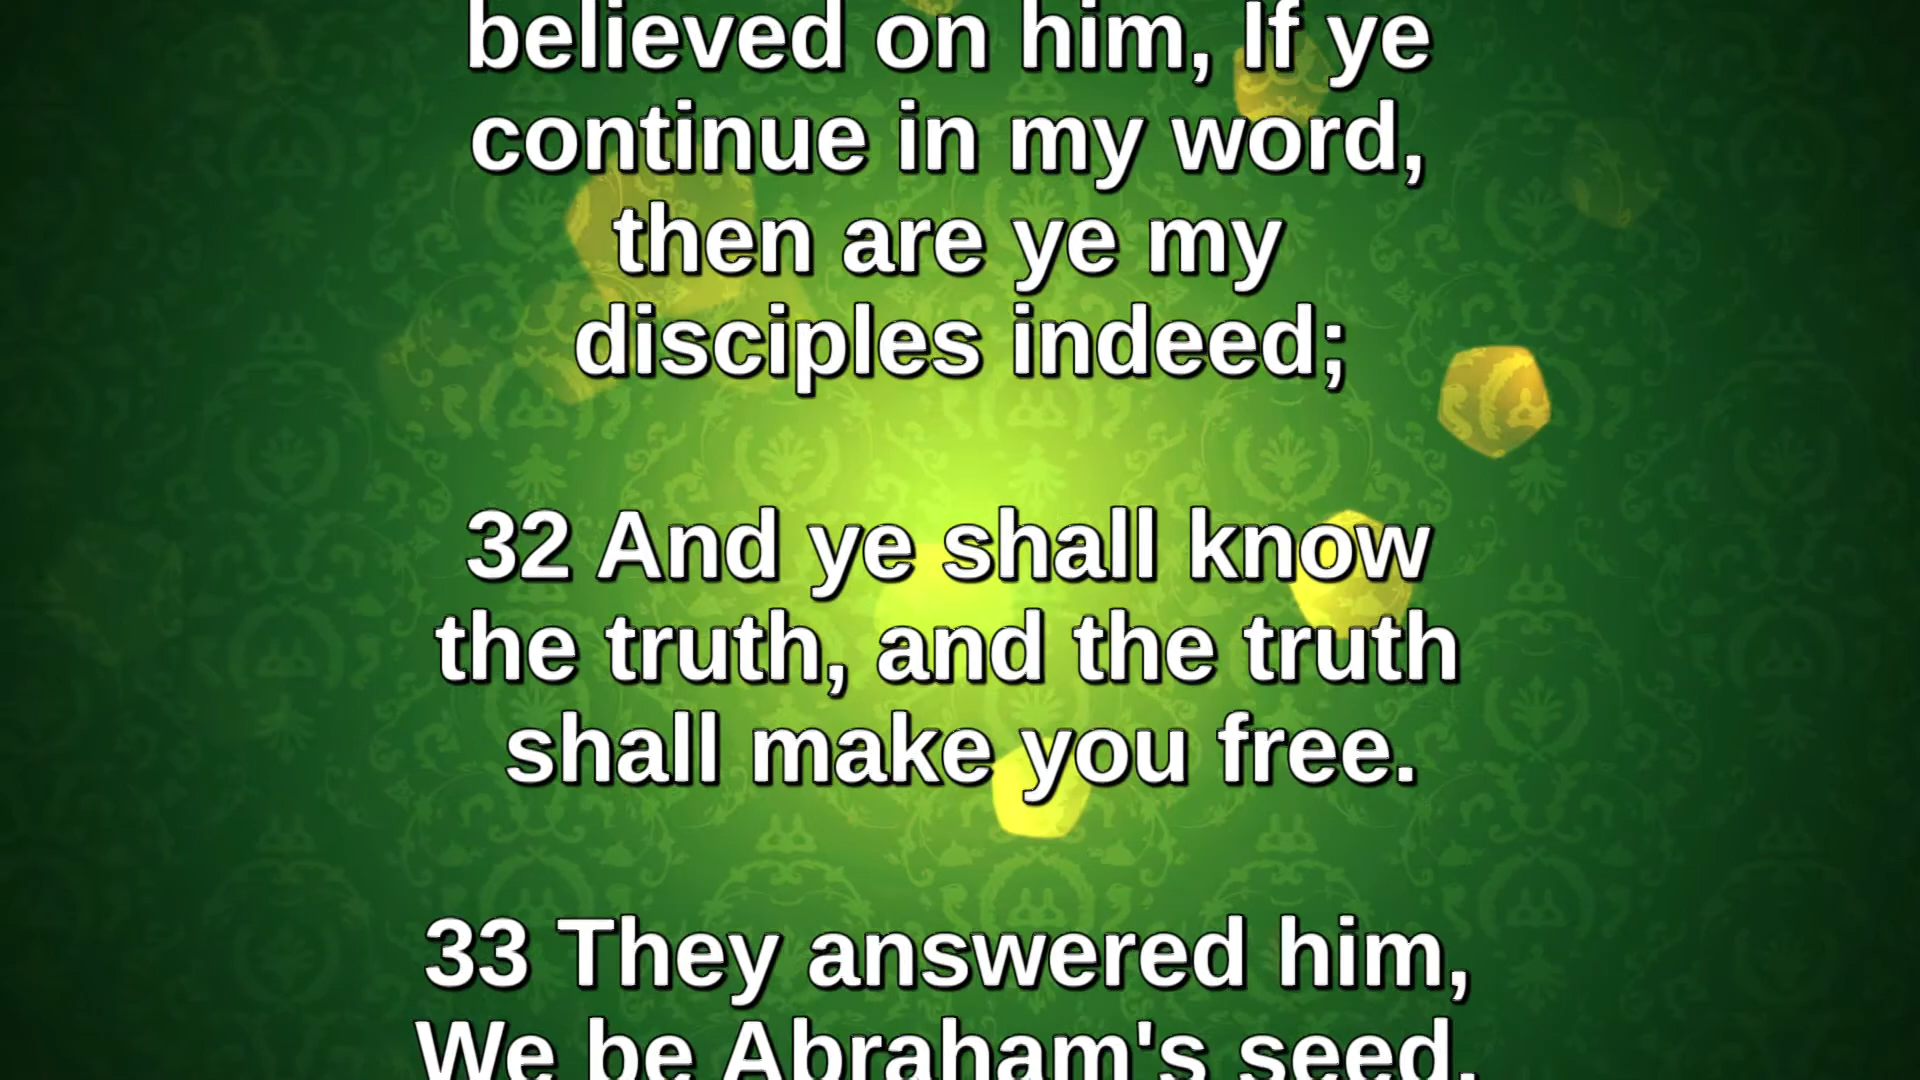 believed on him, If ye
continue in my word,
then are ye my
disciples indeed;
32 And ye shall know
the truth, and the truth
shall make you free.
33 They answered him,
We be Abraham's seed,